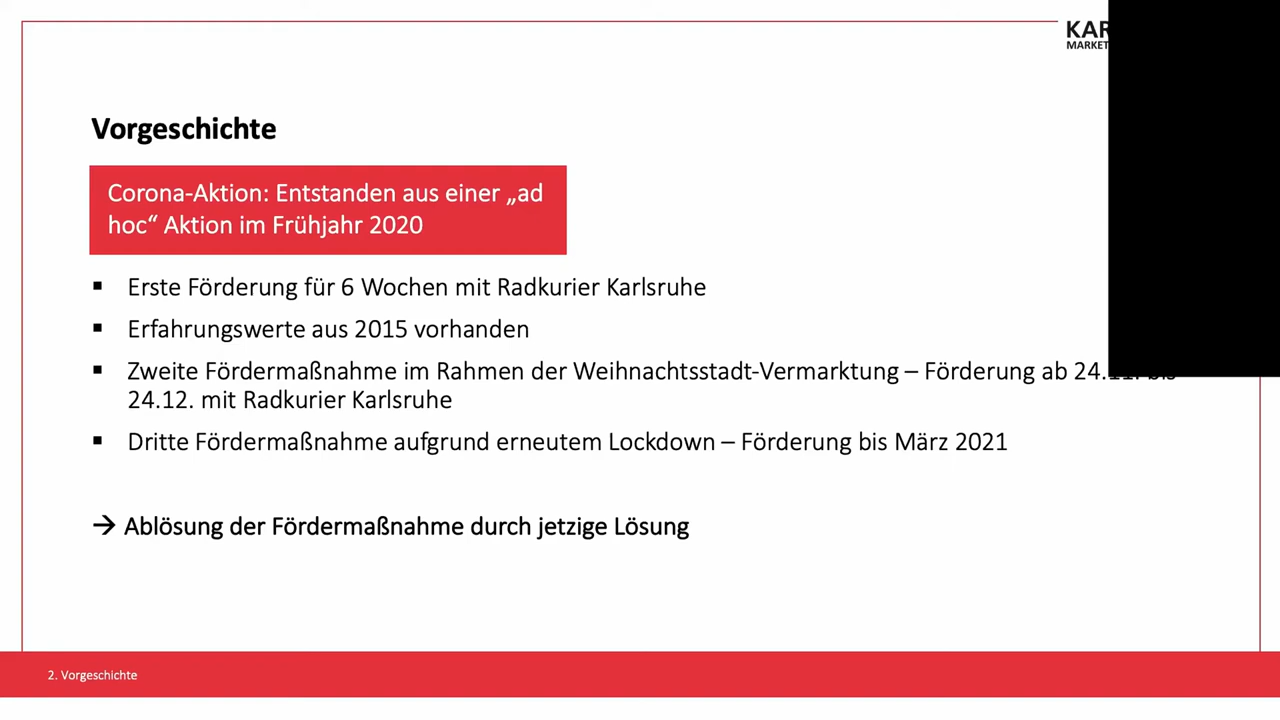 Vorgeschichte
Corona-Aktion: Entstanden aus einer „ad
hoc“ Aktion im Frühjahr 2020
▪ Erste Förderung für 6 Wochen mit Radkurier Karlsruhe
▪ Erfahrungswerte aus 2015 vorhanden
▪ Zweite Fördermaßnahme im Rahmen der Weihnachtsstadt-Vermarktung – Förderung ab 24.11. bis
24.12. mit Radkurier Karlsruhe
▪ Dritte Fördermaßnahme aufgrund erneutem Lockdown – Förderung bis März 2021
→ Ablösung der Fördermaßnahme durch jetzige Lösung
2. Vorgeschichte